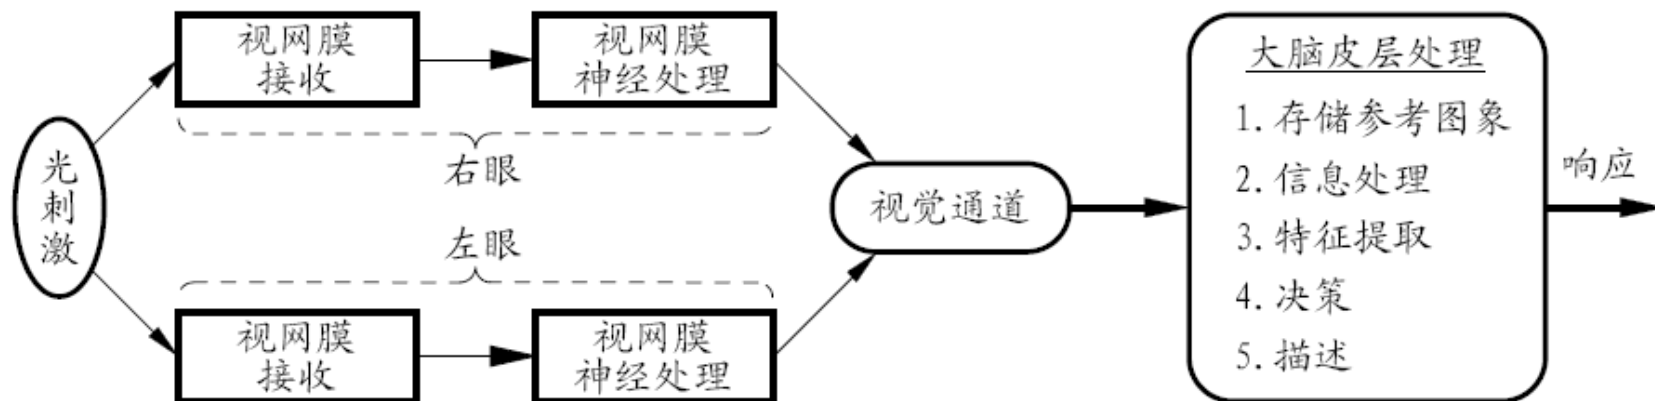 光
刺
激
视网膜
接收
视网膜
神经处理
右眼
左眼
视网膜
接收
视网膜
神经处理
视觉通道
大脑皮层处理
1. 存储参考图象
2. 信息处理
3. 特征提取
4. 决策
5. 描述
响应